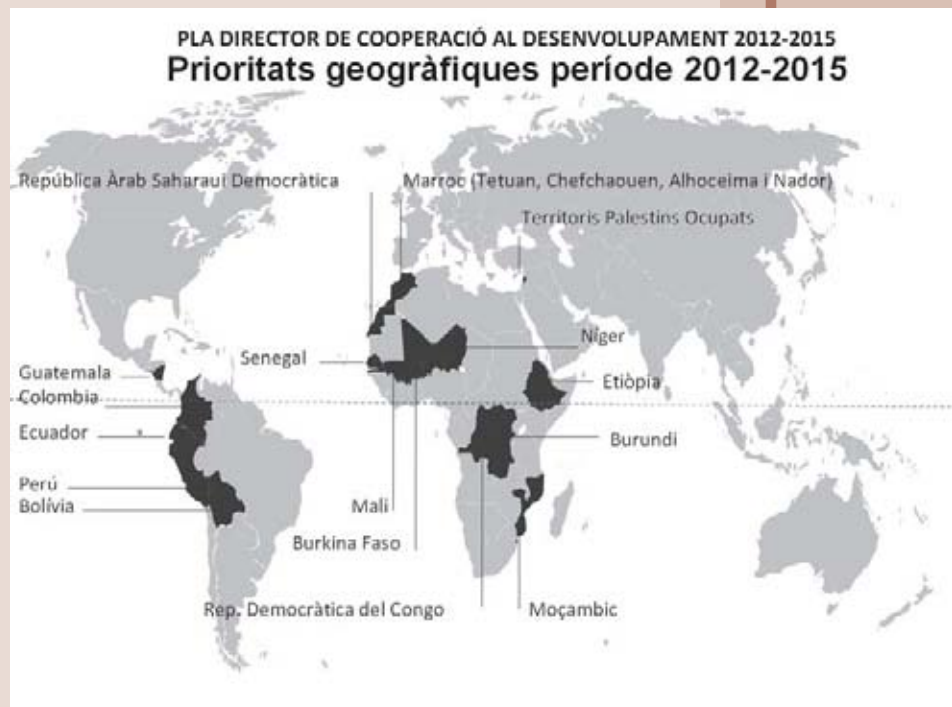 PLA DIRECTOR DE COOPERACIÓ AL DESENVOLUPAMENT 2012-2015
Prioritats geogràfiques període 2012-2015
República Àrab Saharaui Democràtica
Marroc (Tetuan, Chefchaouen, Alhoceima i Nador)
Territoris Palestins Ocupats
Níger
Senegal
Guatemala
Etiòpia
Colombia
Ecuador
Burundi
Perú
Bolívia
Mali
Burkina Faso
Rep. Democràtica del Congo
Moçambic